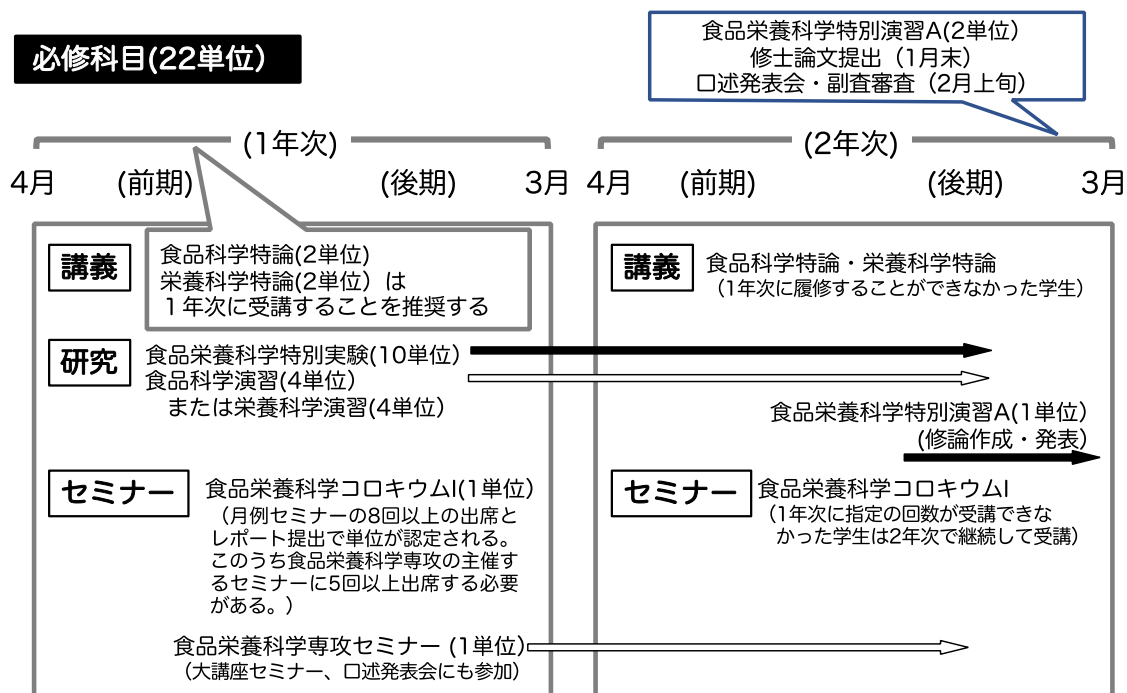 必修科目(22単位)
食品栄養科学特別演習A(2単位)
修士論文提出（1月末）
口述発表会・副査審査（2月上旬）
(1年次)
(2年次)
4月 (前期) (後期) 3月
4月 (前期) (後期) 3月
講義
食品科学特論(2単位)
栄養科学特論(2単位）は
１年次に受講することを推奨する
講義
食品科学特論・栄養科学特論
（1年次に履修することができなかった学生）
研究
食品栄養科学特別実験(10単位)
食品科学演習(4単位)
または栄養科学演習(4単位)
食品栄養科学特別演習A(1単位)
(修論作成・発表)
セミナー
食品栄養科学コロキウムI(1単位)
（月例セミナーの8回以上の出席と
レポート提出で単位が認定される。
このうち食品栄養科学専攻の主催す
るセミナーに5回以上出席する必要
がある。）
セミナー
食品栄養科学コロキウムI
（1年次に指定の回数が受講できな
かった学生は2年次で継続して受講）
食品栄養科学専攻セミナー (1単位)
（大講座セミナー、口述発表会にも参加）